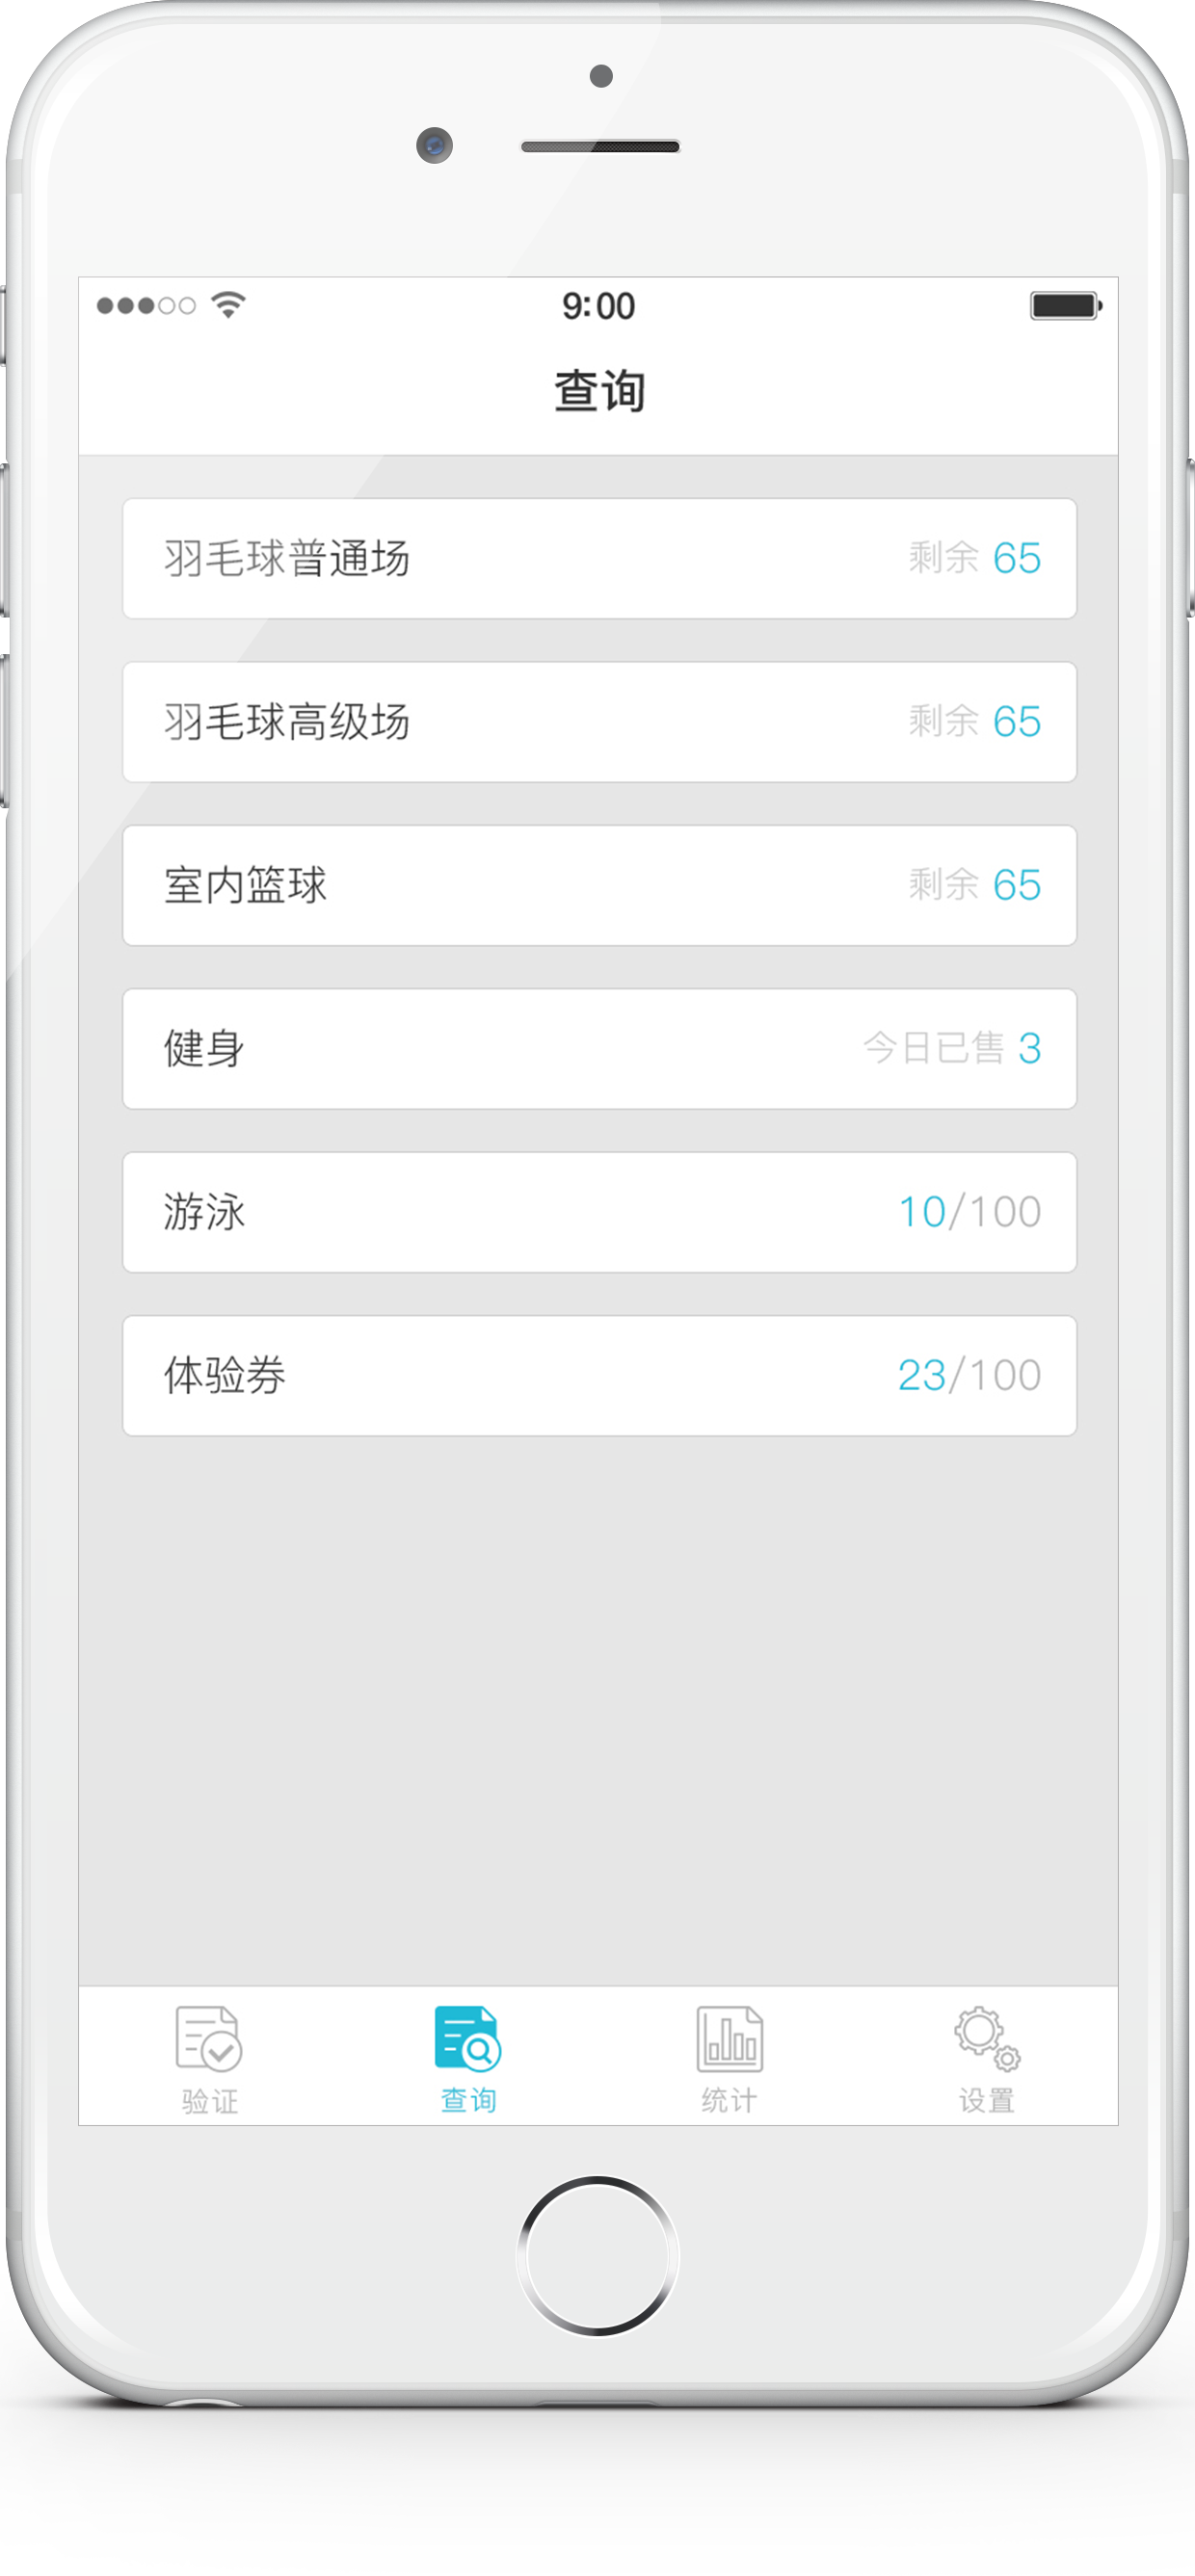 9:00
查询
羽毛球普通场 剩余 65
羽毛球高级场 剩余 65
室内篮球 剩余 65
健身 今日已售 3
游泳 10/100
体验券 23/100
验证 查询 统计 设置